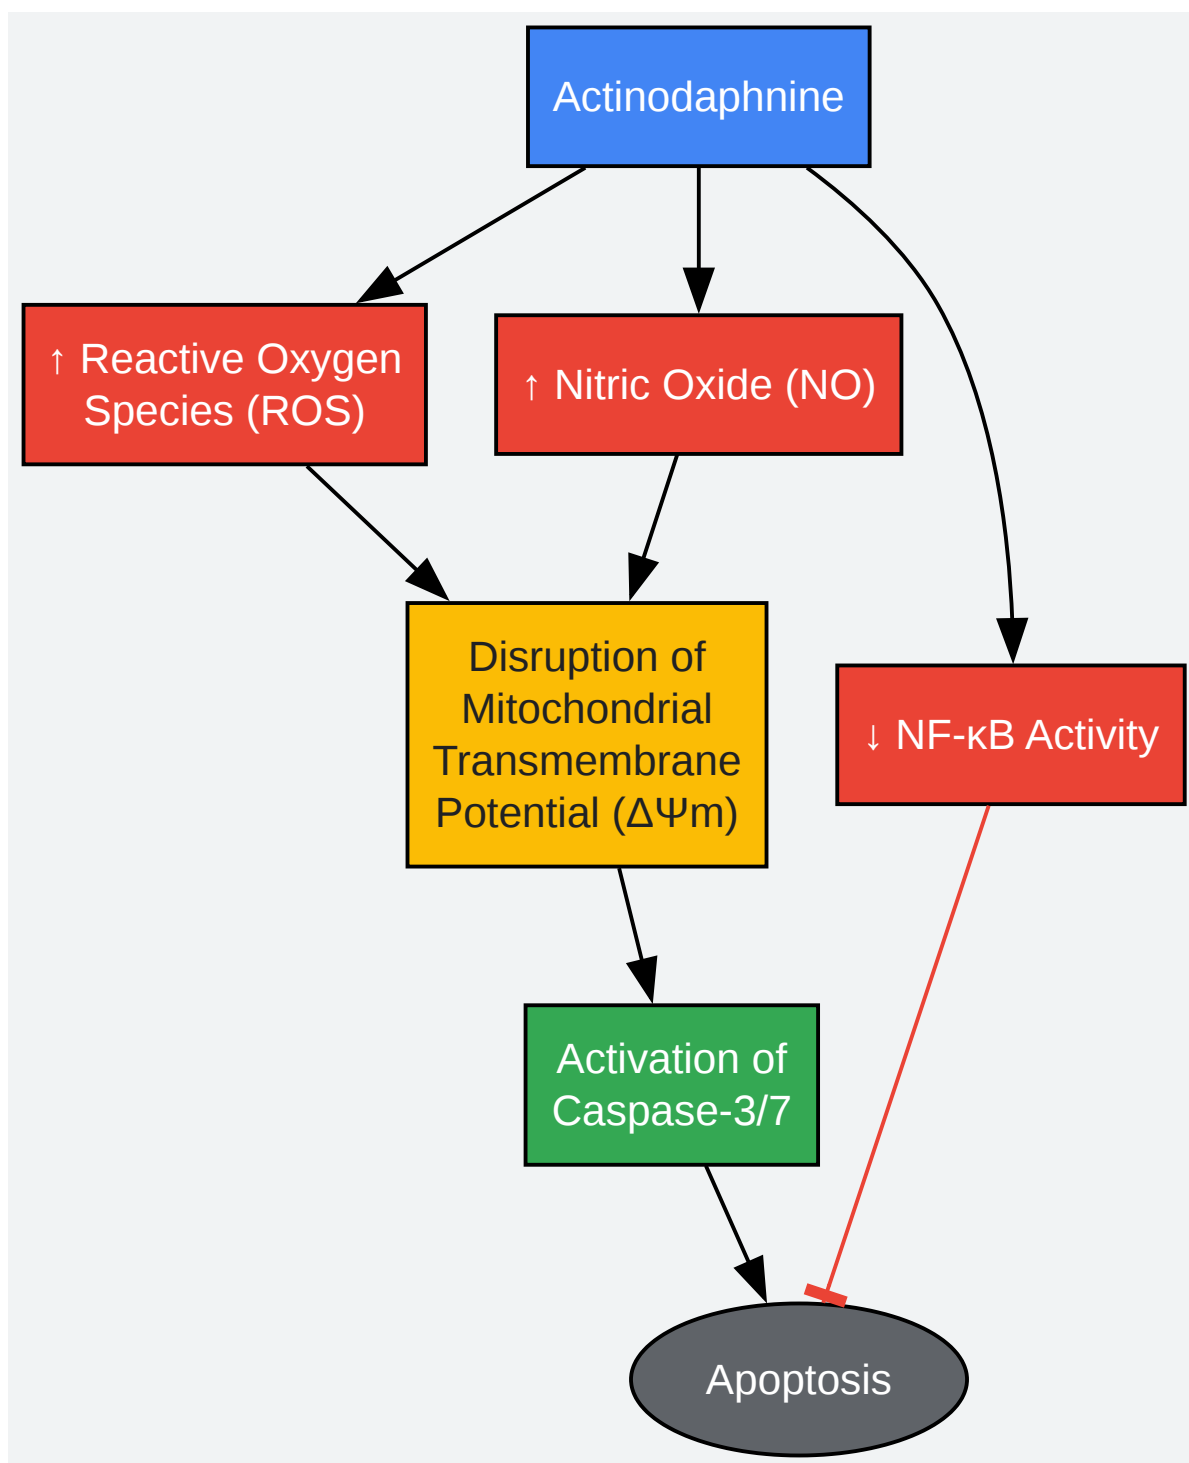 Actinodaphnine
↑ Reactive Oxygen
Species (ROS)
↑ Nitric Oxide (NO)
Disruption of
Mitochondrial
Transmembrane
Potential (ΔΨm)
↓ NF-κB Activity
Activation of
Caspase-3/7
Apoptosis